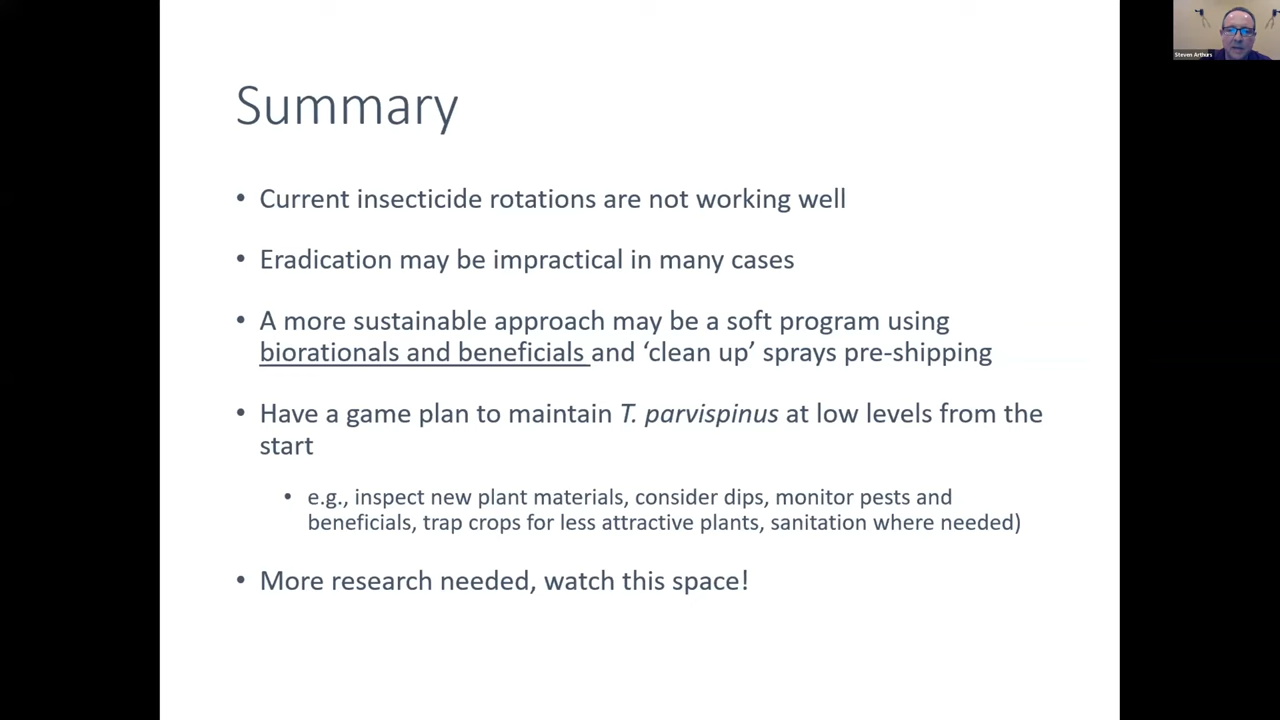 Steven Arthurs
Summary
• Current insecticide rotations are not working well
• Eradication may be impractical in many cases
• A more sustainable approach may be a soft program using
biorationals and beneficials and ‘clean up’ sprays pre-shipping
• Have a game plan to maintain T. parvispinus at low levels from the
start
• e.g., inspect new plant materials, consider dips, monitor pests and
beneficials, trap crops for less attractive plants, sanitation where needed)
• More research needed, watch this space!